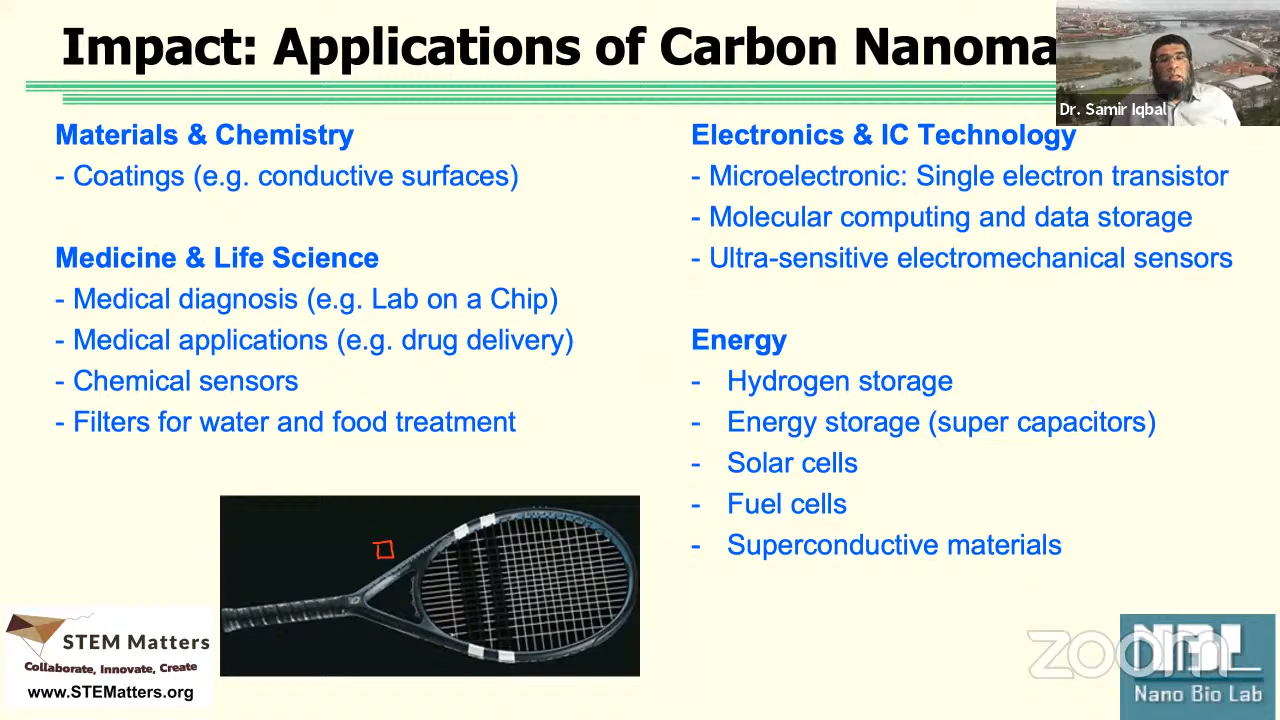 Impact: Applications of Carbon Nanoma
Dr. Samir Iqbal
Materials & Chemistry
- Coatings (e.g. conductive surfaces)
Medicine & Life Science
- Medical diagnosis (e.g. Lab on a Chip)
- Medical applications (e.g. drug delivery)
- Chemical sensors
- Filters for water and food treatment
Electronics & IC Technology
- Microelectronic: Single electron transistor
- Molecular computing and data storage
- Ultra-sensitive electromechanical sensors
Energy
- Hydrogen storage
- Energy storage (super capacitors)
- Solar cells
- Fuel cells
- Superconductive materials
STEM Matters
Collaborate, Innovate, Create
www.STEMatters.org
zoom
NBL
Nano Bio Lab